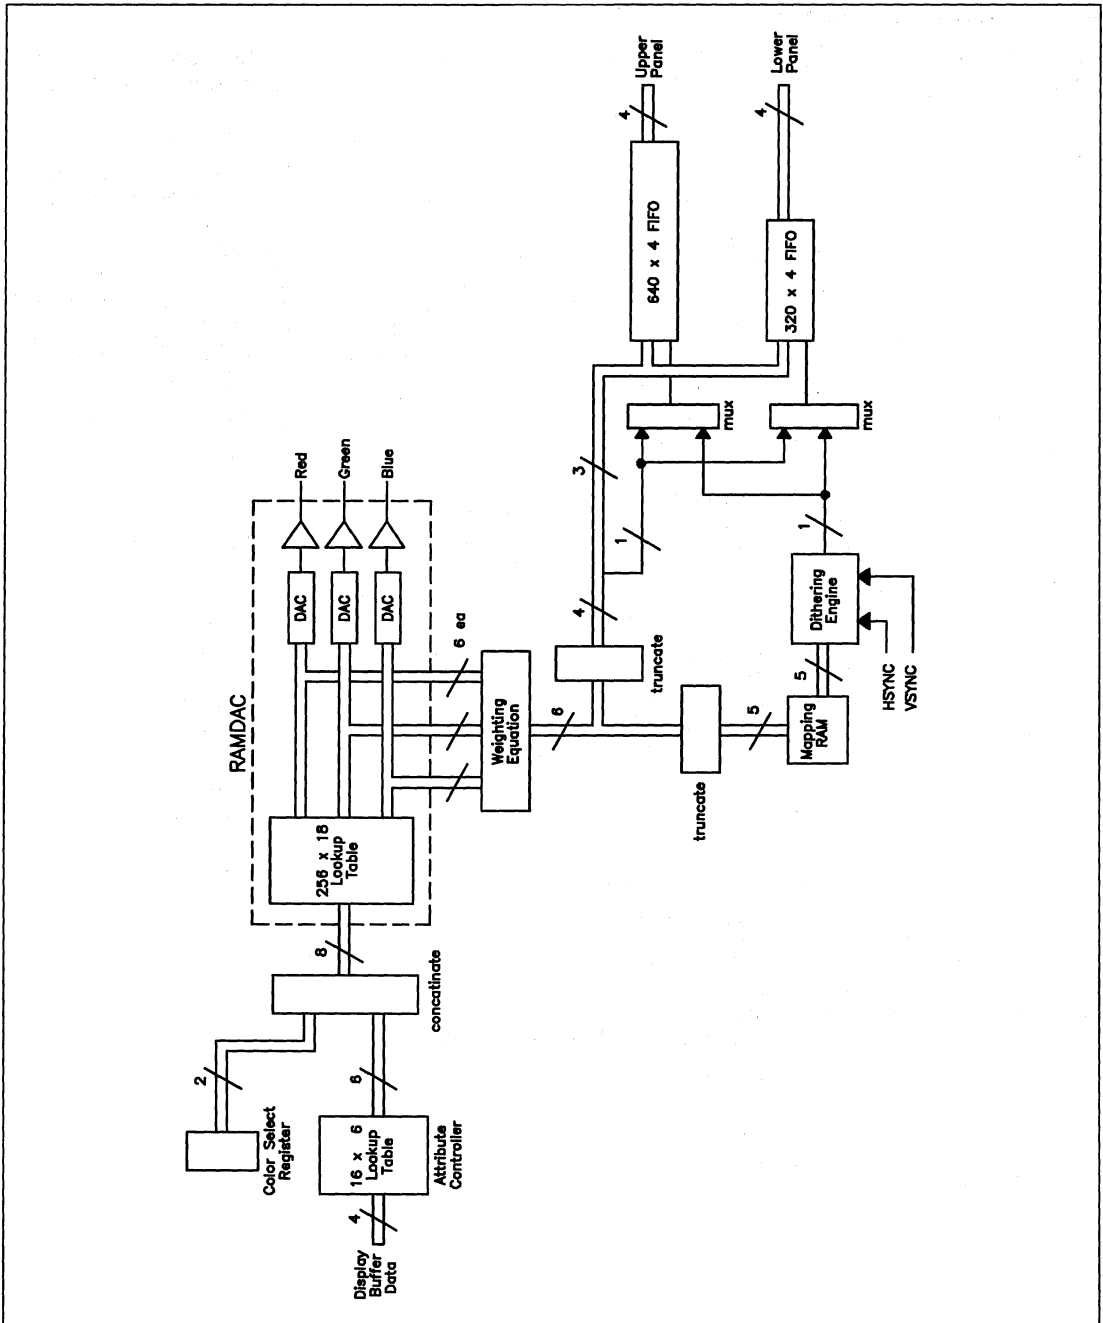 Display
Buffer
Data
4
16 x 6
Lookup
Table
Attribute
Controller
6
Color Select
Register
2
concatinate
8
RAMDAC
256 x 18
Lookup
Table
DAC
DAC
DAC
Red
Green
Blue
6 ea
Weighting
Equation
6
truncate
4
3
1
truncate
5
Mapping
RAM
5
Dithering
Engine
HSYNC
VSYNC
1
mux
mux
640 x 4 FIFO
320 x 4 FIFO
4
Upper
Panel
4
Lower
Panel